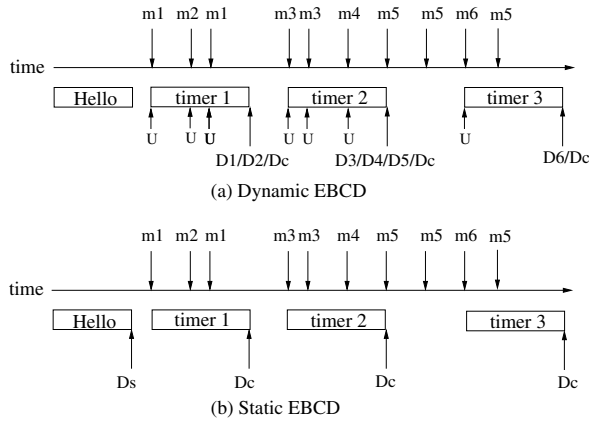 m1 m2 m1 m3 m3 m4 m5 m5 m6 m5
time
Hello timer 1 timer 2 timer 3
U U U U U U U
D1/D2/Dc D3/D4/D5/Dc D6/Dc
(a) Dynamic EBCD
m1 m2 m1 m3 m3 m4 m5 m5 m6 m5
time
Hello timer 1 timer 2 timer 3
Ds Dc Dc Dc
(b) Static EBCD